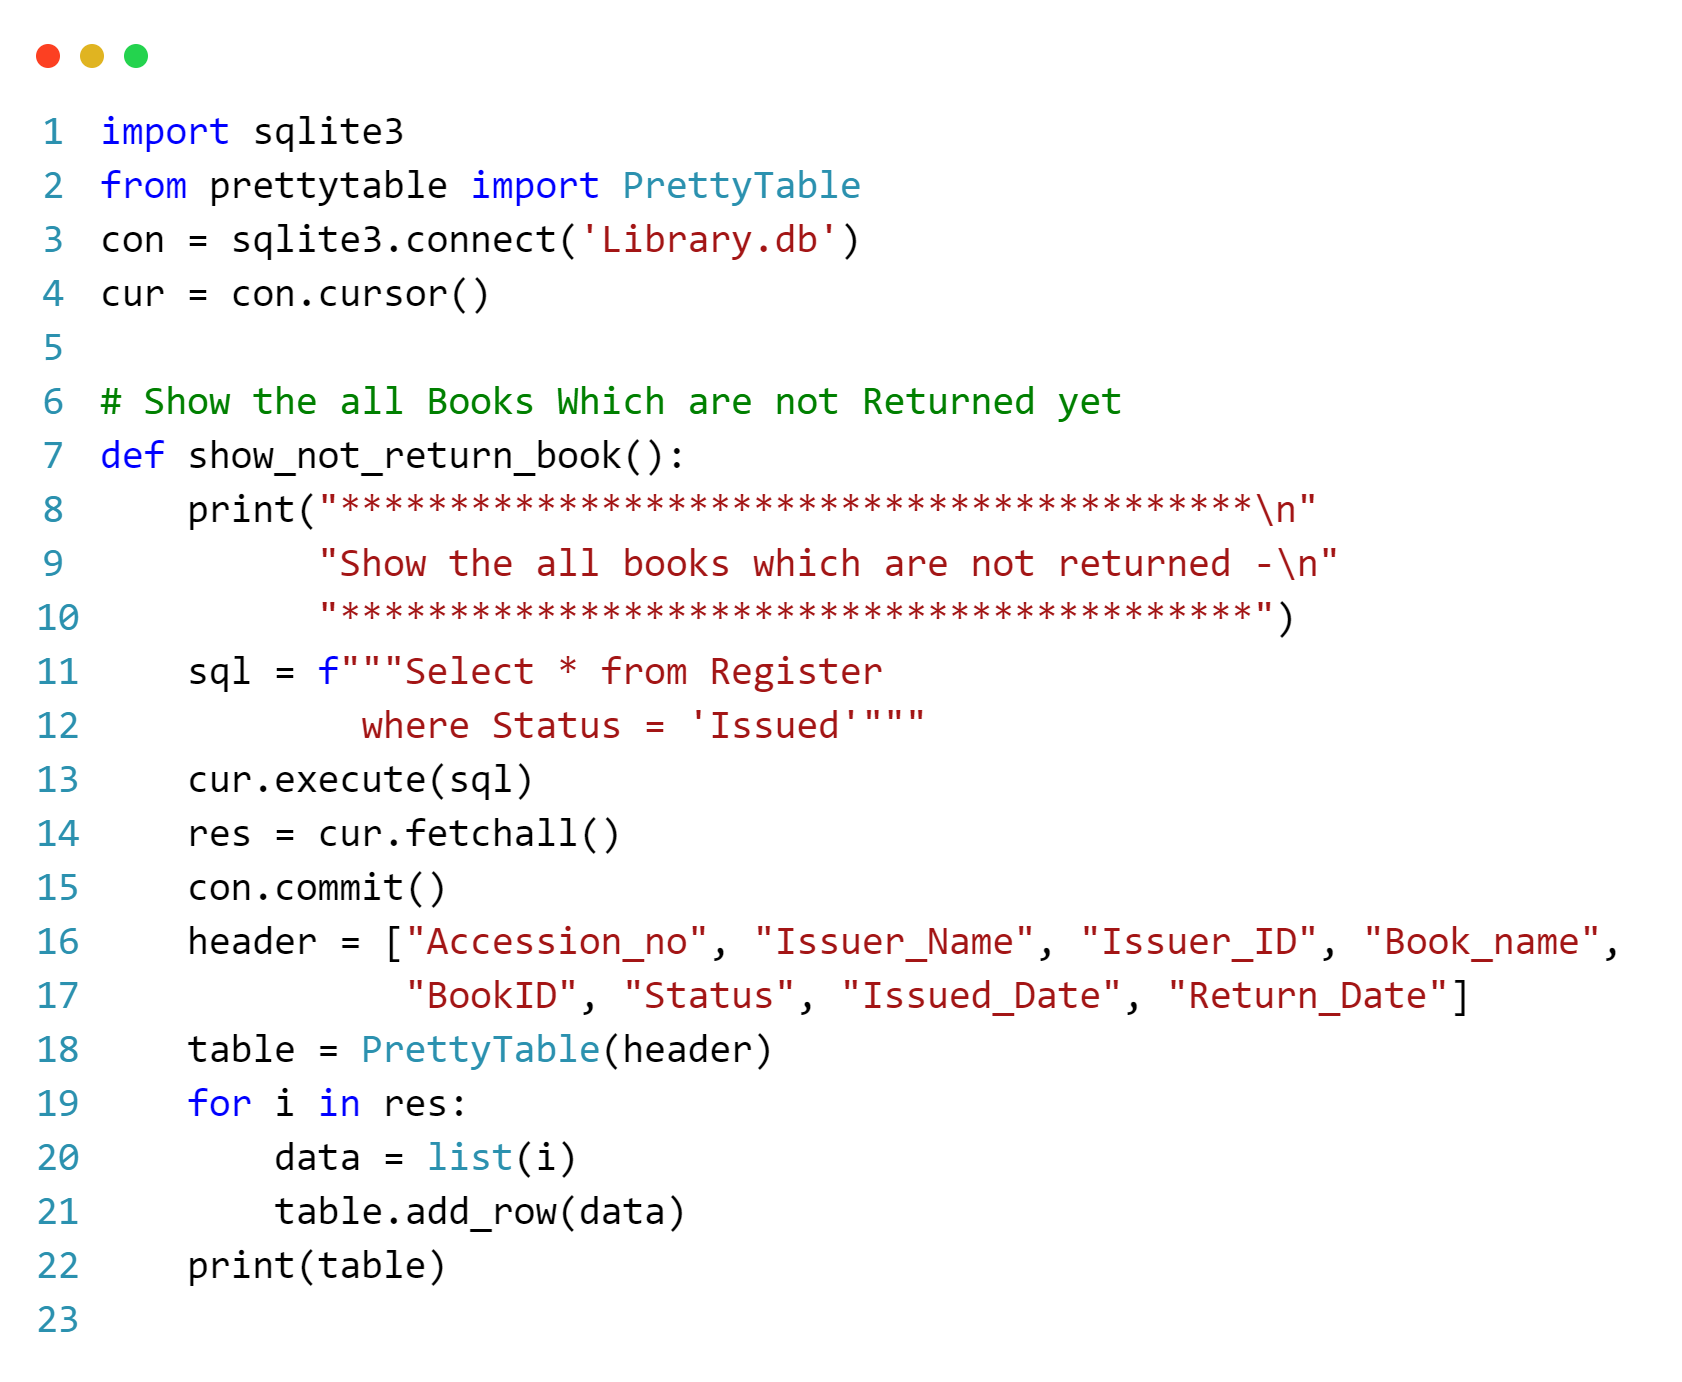 1 import sqlite3
2 from prettytable import PrettyTable
3 con = sqlite3.connect('Library.db')
4 cur = con.cursor()
5
6 # Show the all Books Which are not Returned yet
7 def show_not_return_book():
8     print("******************************************\n"
9           "Show the all books which are not returned -\n"
10           "******************************************")
11     sql = f"""Select * from Register
12             where Status = 'Issued'"""
13     cur.execute(sql)
14     res = cur.fetchall()
15     con.commit()
16     header = ["Accession_no", "Issuer_Name", "Issuer_ID", "Book_name",
17               "BookID", "Status", "Issued_Date", "Return_Date"]
18     table = PrettyTable(header)
19     for i in res:
20         data = list(i)
21         table.add_row(data)
22     print(table)
23